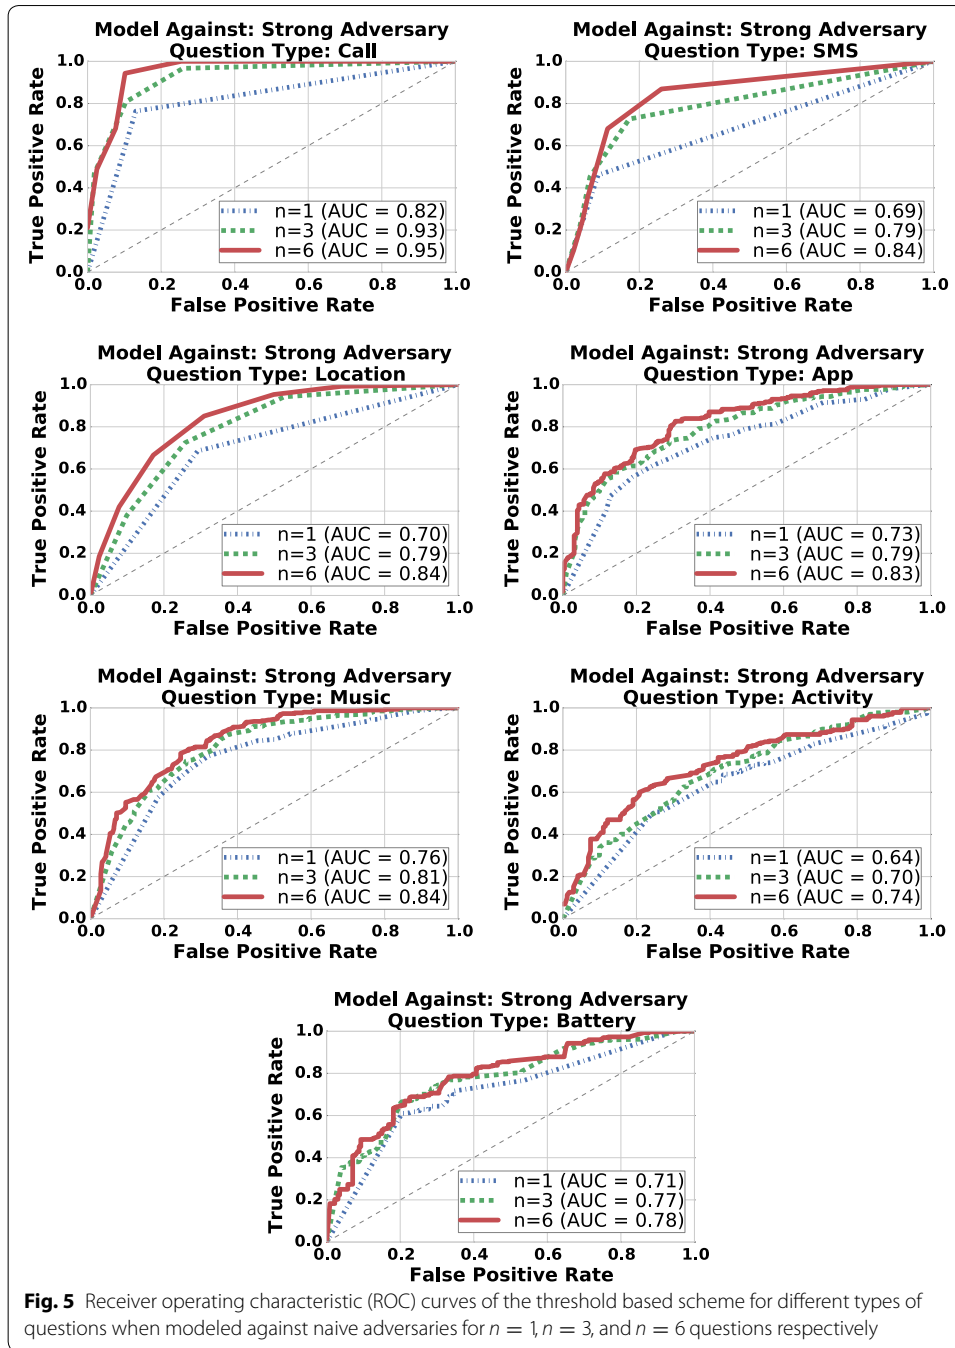 Model Against: Strong Adversary
Question Type: Call
True Positive Rate
1.0
0.8
0.6
0.4
0.2
0.0
n=1 (AUC = 0.82)
n=3 (AUC = 0.93)
n=6 (AUC = 0.95)
0.0 0.2 0.4 0.6 0.8 1.0
False Positive Rate
Model Against: Strong Adversary
Question Type: SMS
True Positive Rate
1.0
0.8
0.6
0.4
0.2
0.0
n=1 (AUC = 0.69)
n=3 (AUC = 0.79)
n=6 (AUC = 0.84)
0.0 0.2 0.4 0.6 0.8 1.0
False Positive Rate
Model Against: Strong Adversary
Question Type: Location
True Positive Rate
1.0
0.8
0.6
0.4
0.2
0.0
n=1 (AUC = 0.70)
n=3 (AUC = 0.79)
n=6 (AUC = 0.84)
0.0 0.2 0.4 0.6 0.8 1.0
False Positive Rate
Model Against: Strong Adversary
Question Type: App
True Positive Rate
1.0
0.8
0.6
0.4
0.2
0.0
n=1 (AUC = 0.73)
n=3 (AUC = 0.79)
n=6 (AUC = 0.83)
0.0 0.2 0.4 0.6 0.8 1.0
False Positive Rate
Model Against: Strong Adversary
Question Type: Music
True Positive Rate
1.0
0.8
0.6
0.4
0.2
0.0
n=1 (AUC = 0.76)
n=3 (AUC = 0.81)
n=6 (AUC = 0.84)
0.0 0.2 0.4 0.6 0.8 1.0
False Positive Rate
Model Against: Strong Adversary
Question Type: Activity
True Positive Rate
1.0
0.8
0.6
0.4
0.2
0.0
n=1 (AUC = 0.64)
n=3 (AUC = 0.70)
n=6 (AUC = 0.74)
0.0 0.2 0.4 0.6 0.8 1.0
False Positive Rate
Model Against: Strong Adversary
Question Type: Battery
True Positive Rate
1.0
0.8
0.6
0.4
0.2
0.0
n=1 (AUC = 0.71)
n=3 (AUC = 0.77)
n=6 (AUC = 0.78)
0.0 0.2 0.4 0.6 0.8 1.0
False Positive Rate
Fig. 5 Receiver operating characteristic (ROC) curves of the threshold based scheme for different types of
questions when modeled against naive adversaries for n = 1, n = 3, and n = 6 questions respectively